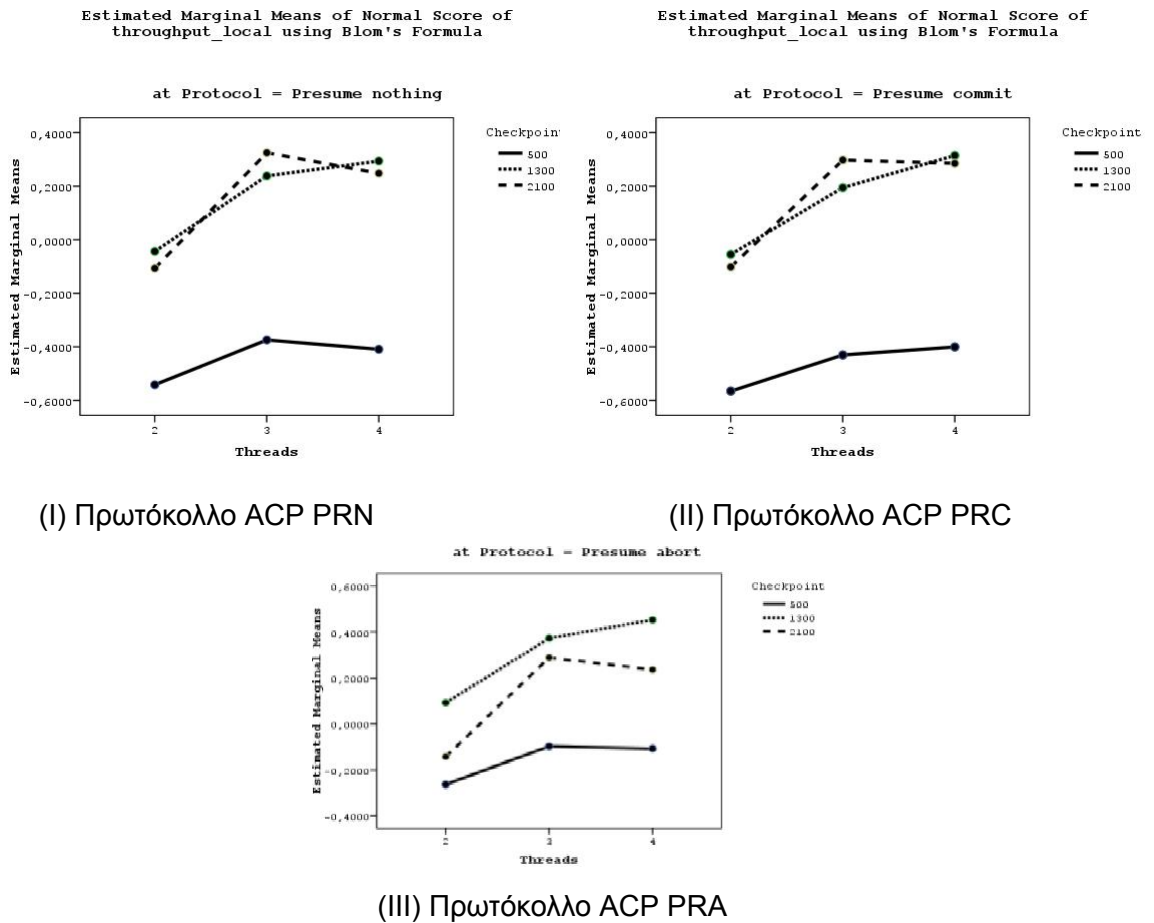 Estimated Marginal Means of Normal Score of
throughput_local using Blom's Formula
at Protocol = Presume nothing
Estimated Marginal Means
0,4000
0,2000
0,0000
-0,2000
-0,4000
-0,6000
2
3
4
Threads
Checkpoin
500
1300
2100
(I) Πρωτόκολλο ACP PRN
Estimated Marginal Means of Normal Score of
throughput_local using Blom's Formula
at Protocol = Presume commit
Estimated Marginal Means
0,4000
0,2000
0,0000
-0,2000
-0,4000
-0,6000
2
3
4
Threads
Checkpoint
500
1300
2100
(II) Πρωτόκολλο ACP PRC
at Protocol = Presume abort
Estimated Marginal Means
0,6000
0,4000
0,2000
0,0000
-0,2000
-0,4000
2
3
4
Threads
Checkpoint
500
1300
2100
(III) Πρωτόκολλο ACP PRA